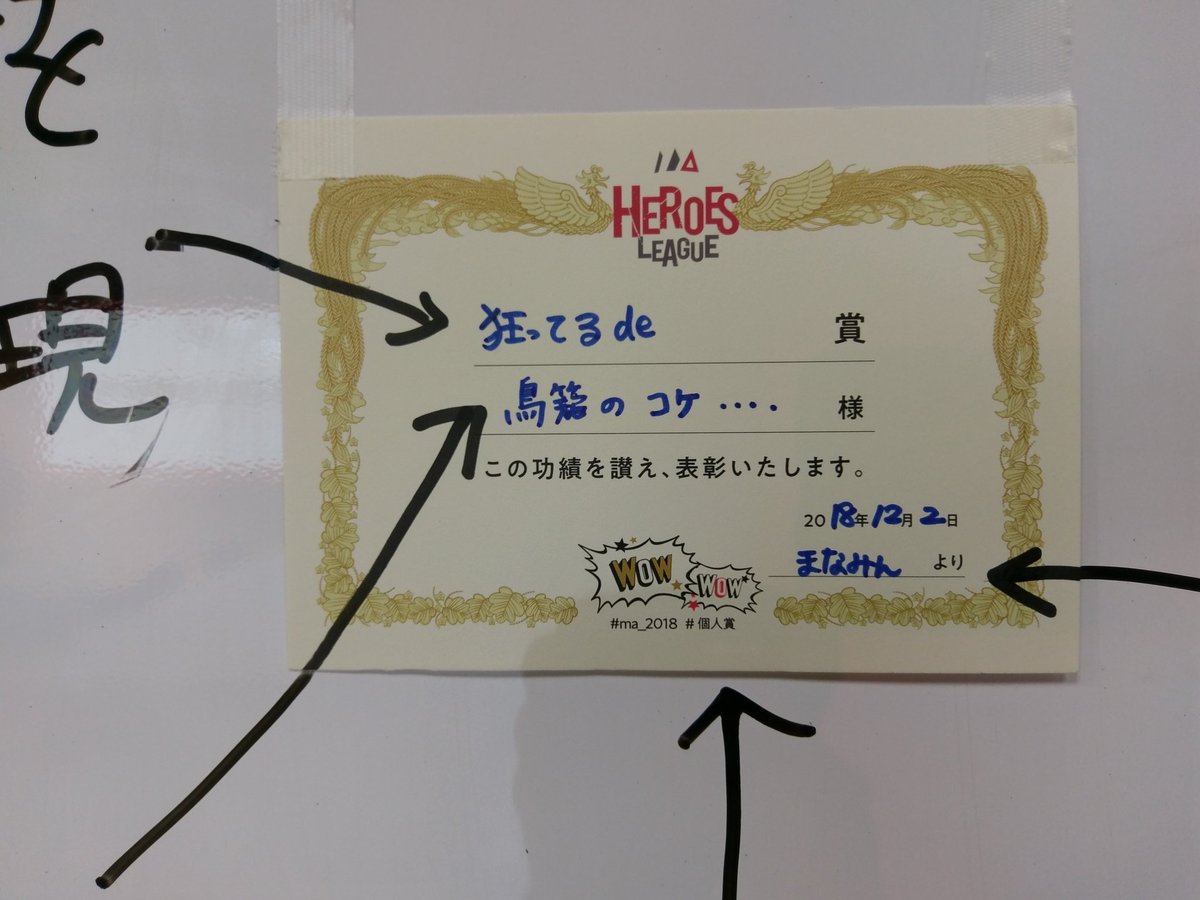 を
現
HEROES
LEAGUE
狂ってるde 賞
鳥籠の コケ ···· 様
この功績を讃え、表彰いたします。
2018年12月2日
まなみん より
WOW WOW
#ma_2018 #個人賞